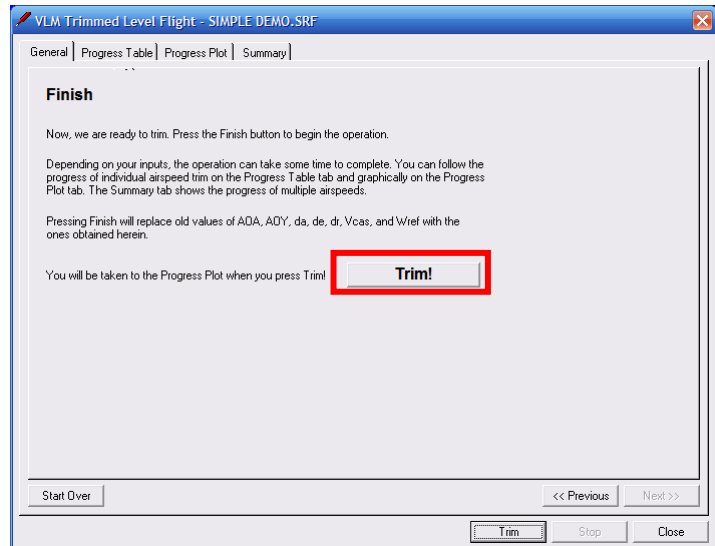 VLM Trimmed Level Flight - SIMPLE DEMO.SRF
General Progress Table Progress Plot Summary
Finish
Now, we are ready to trim. Press the Finish button to begin the operation.
Depending on your inputs, the operation can take some time to complete. You can follow the
progress of individual airspeed trim on the Progress Table tab and graphically on the Progress
Plot tab. The Summary tab shows the progress of multiple airspeeds.
Pressing Finish will replace old values of AOA, AOY, da, de, dr, Vcas, and Wref with the
ones obtained herein.
You will be taken to the Progress Plot when you press Trim! Trim!
Start Over << Previous Next >>
Trim Stop Close